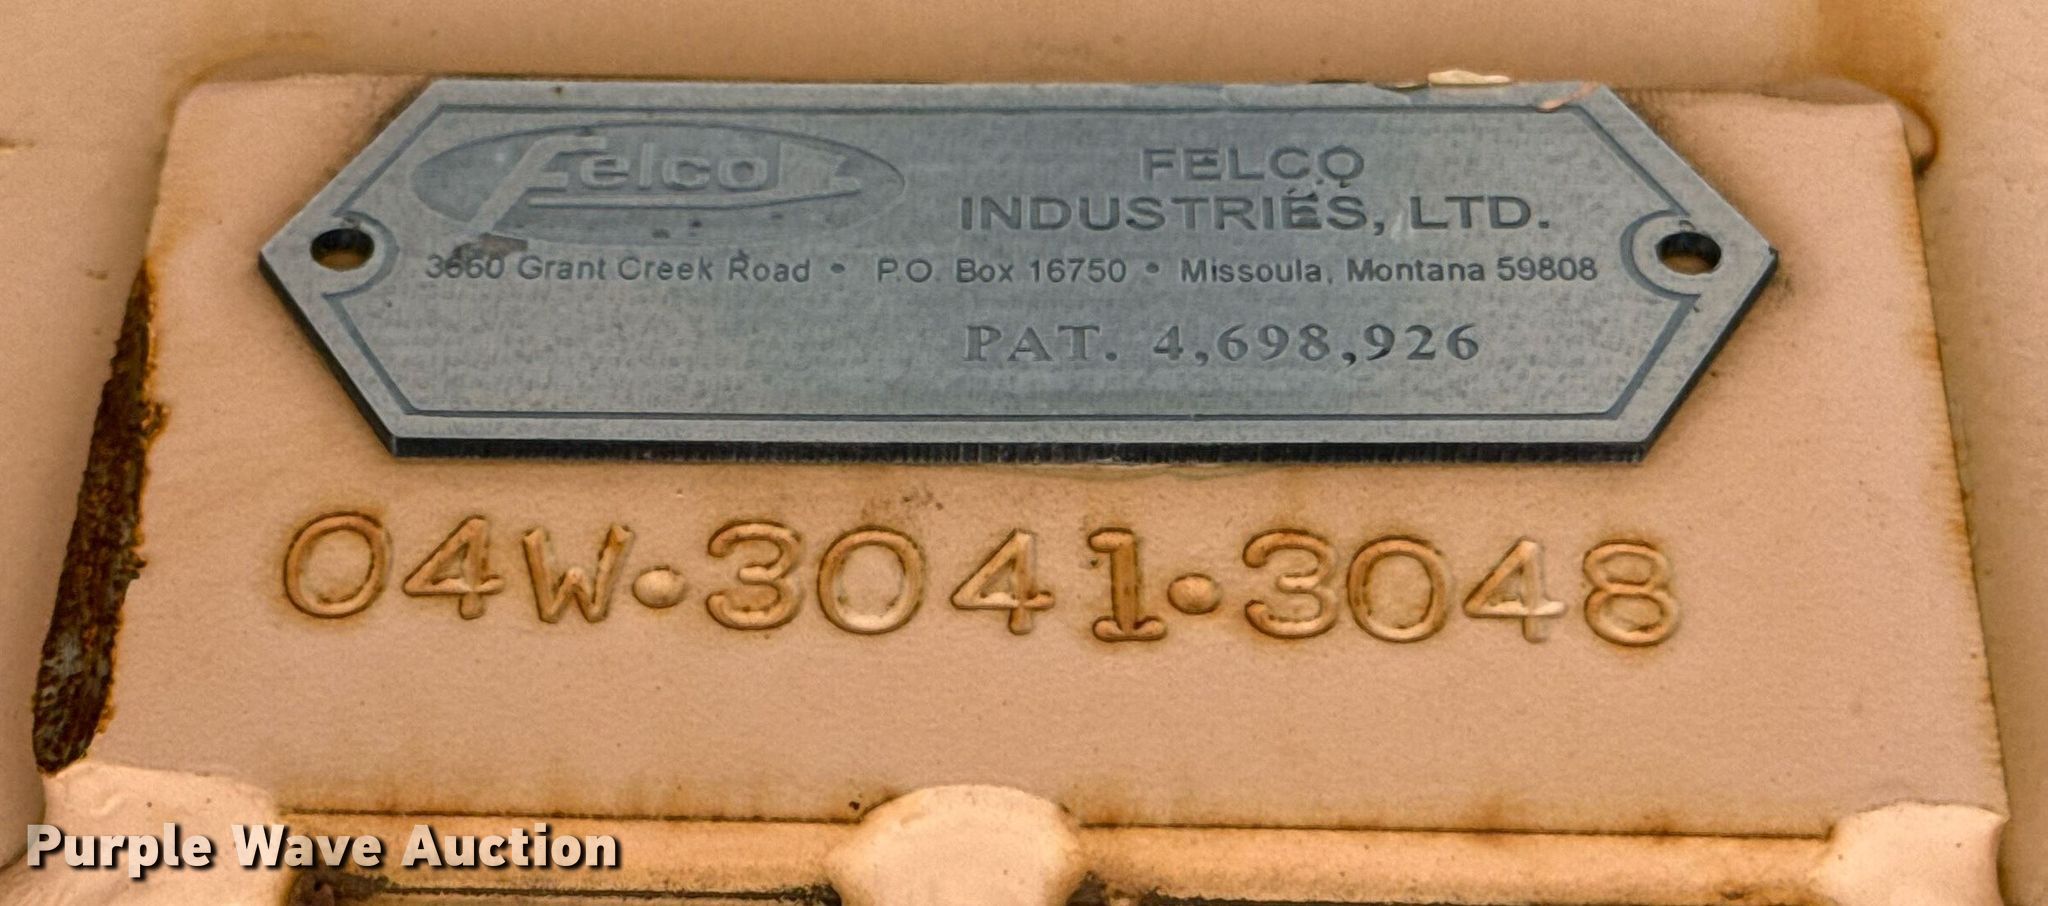 Felco
FELCO
INDUSTRIES, LTD.
3660 Grant Creek Road • P.O. Box 16750 • Missoula, Montana 59808
PAT. 4,698,926
04W•3041•3048
Purple Wave Auction